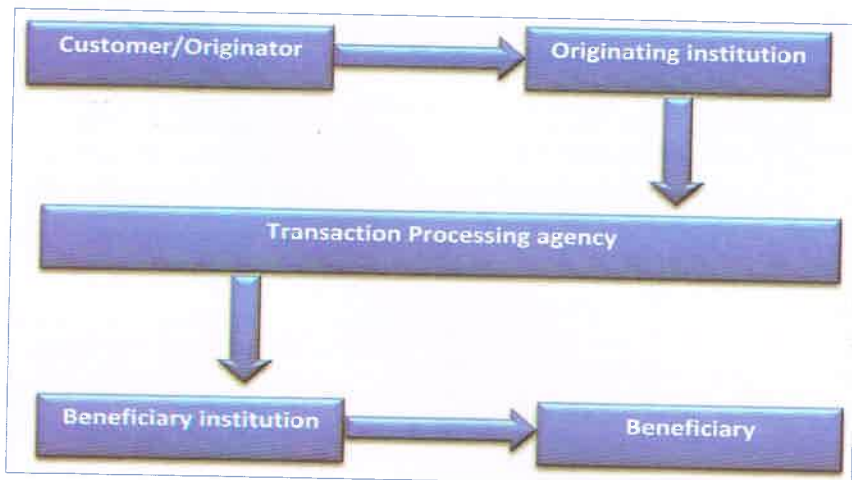 Customer/Originator
Originating institution
Transaction Processing agency
Beneficiary institution
Beneficiary